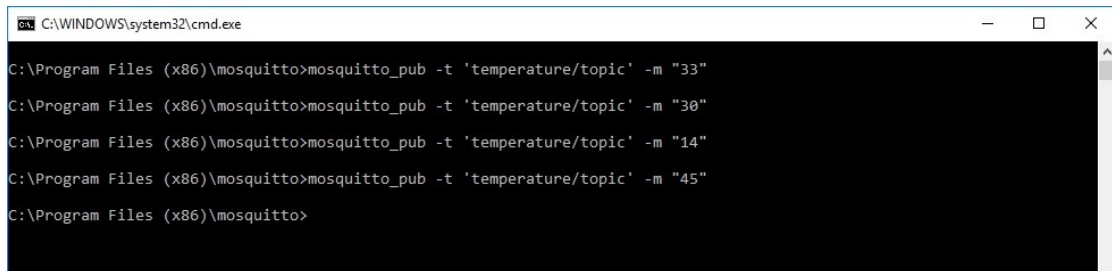 C:\WINDOWS\system32\cmd.exe
C:\Program Files (x86)\mosquitto>mosquitto_pub -t 'temperature/topic' -m "33"
C:\Program Files (x86)\mosquitto>mosquitto_pub -t 'temperature/topic' -m "30"
C:\Program Files (x86)\mosquitto>mosquitto_pub -t 'temperature/topic' -m "14"
C:\Program Files (x86)\mosquitto>mosquitto_pub -t 'temperature/topic' -m "45"
C:\Program Files (x86)\mosquitto>